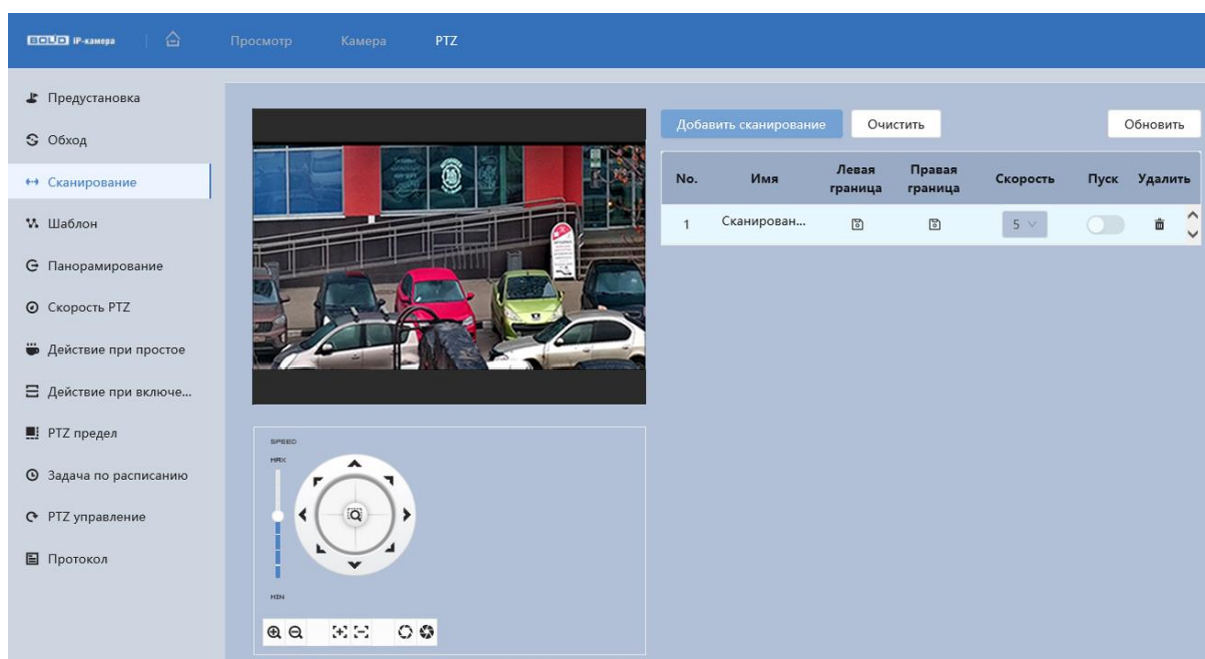 BOLID IP-камера
Просмотр Камера PTZ
Предустановка
Обход
Сканирование
Шаблон
Панорамирование
Скорость PTZ
Действие при простое
Действие при включе...
PTZ предел
Задача по расписанию
PTZ управление
Протокол
SPEED
MAX
MIN
Добавить сканирование Очистить Обновить
No. Имя Левая граница Правая граница Скорость Пуск Удалить
1 Сканирован... 5